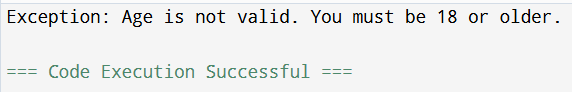 Exception: Age is not valid. You must be 18 or older.
=== Code Execution Successful ===